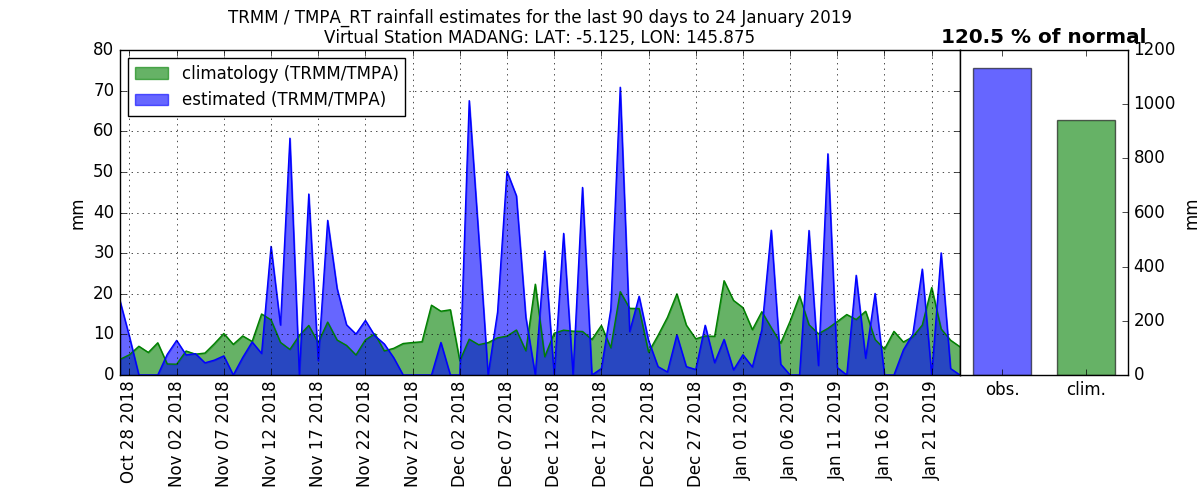 TRMM / TMPA_RT rainfall estimates for the last 90 days to 24 January 2019
Virtual Station MADANG: LAT: -5.125, LON: 145.875
120.5 % of normal
climatology (TRMM/TMPA)
estimated (TRMM/TMPA)
mm
80
70
60
50
40
30
20
10
0
Oct 28 2018
Nov 02 2018
Nov 07 2018
Nov 12 2018
Nov 17 2018
Nov 22 2018
Nov 27 2018
Dec 02 2018
Dec 07 2018
Dec 12 2018
Dec 17 2018
Dec 22 2018
Dec 28 2018
Jan 01 2019
Jan 06 2019
Jan 11 2019
Jan 16 2019
Jan 21 2019
obs.
clim.
1200
1000
800
600
400
200
0
mm